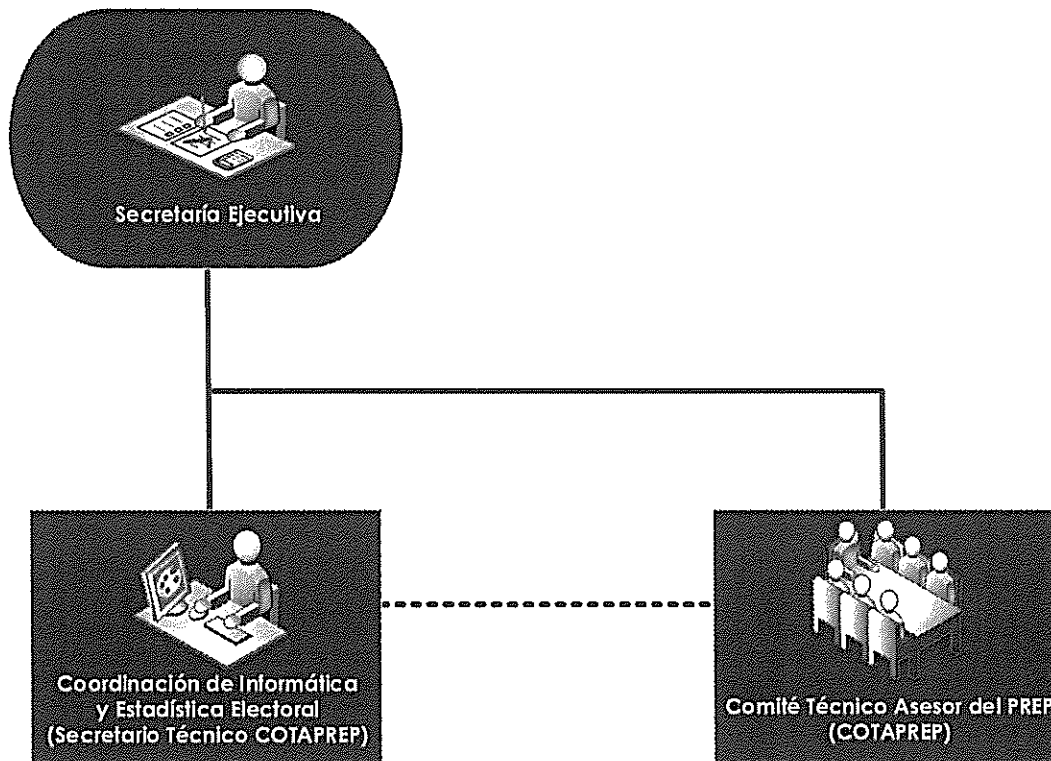 Secretaría Ejecutiva
Coordinación de Informática
y Estadística Electoral
(Secretario Técnico COTAPREP)
Comité Técnico Asesor del PREP
(COTAPREP)